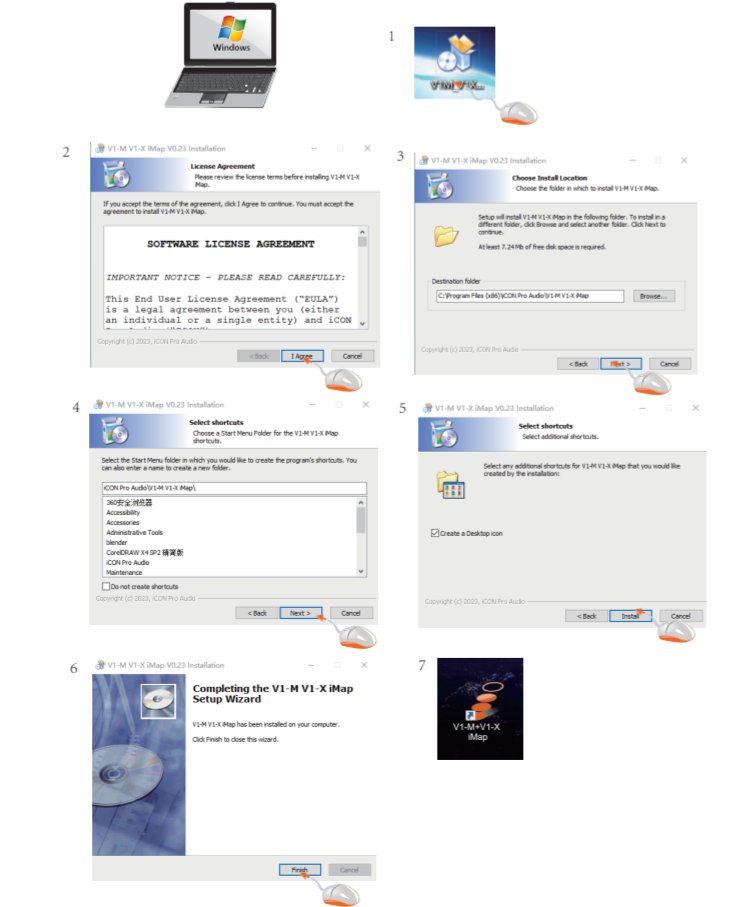 Windows
1
V1M V1X...
2
V1-M V1-X iMap V0.23 Installation
License Agreement
Please review the license terms before installing V1-M V1-X
iMap.
If you accept the terms of the agreement, click I Agree to continue. You must accept the
agreement to install V1-M V1-X iMap.
SOFTWARE LICENSE AGREEMENT
IMPORTANT NOTICE - PLEASE READ CAREFULLY:
This End User License Agreement ("EULA")
is a legal agreement between you (either
an individual or a single entity) and iCON
Copyright (c) 2023, iCON Pro Audio
< Back I Agree Cancel
3
V1-M V1-X iMap V0.23 Installation
Choose Install Location
Choose the folder in which to install V1-M V1-X iMap.
Setup will install V1-M V1-X iMap in the following folder. To install in a
different folder, click Browse and select another folder. Click Next to
continue.
At least 7.24Mb of free disk space is required.
Destination folder
C:\Program Files (x86)\iCON Pro Audio\V1-M V1-X iMap Browse...
Copyright (c) 2023, iCON Pro Audio
< Back Next > Cancel
4
V1-M V1-X iMap V0.23 Installation
Select shortcuts
Choose a Start Menu Folder for the V1-M V1-X iMap
shortcuts.
Select the Start Menu folder in which you would like to create the program's shortcuts. You
can also enter a name to create a new folder.
iCON Pro Audio\V1-M V1-X iMap\
360安全浏览器
Accessibility
Accessories
Administrative Tools
blender
CorelDRAW X4 SP2 精简版
iCON Pro Audio
Maintenance
Do not create shortcuts
Copyright (c) 2023, iCON Pro Audio
< Back Next > Cancel
5
V1-M V1-X iMap V0.23 Installation
Select shortcuts
Select additional shortcuts.
Select any additional shortcuts for V1-M V1-X iMap that you would like
created by the installation:
Create a Desktop icon
Copyright (c) 2023, iCON Pro Audio
< Back Install Cancel
6
V1-M V1-X iMap V0.23 Installation
Completing the V1-M V1-X iMap
Setup Wizard
V1-M V1-X iMap has been installed on your computer.
Click Finish to close this wizard.
Finish Cancel
7
V1-M+V1-X
iMap